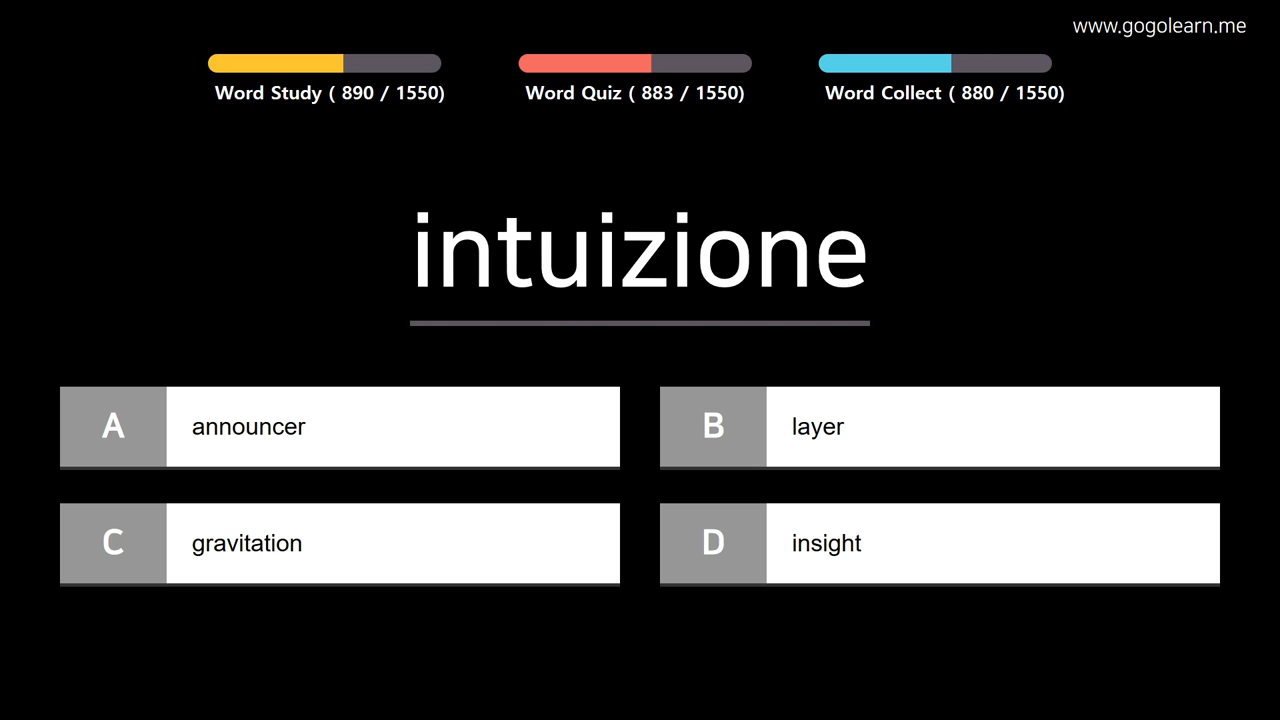 www.gogolearn.me
Word Study ( 890 / 1550)
Word Quiz ( 883 / 1550)
Word Collect ( 880 / 1550)
intuizione
A announcer
B layer
C gravitation
D insight